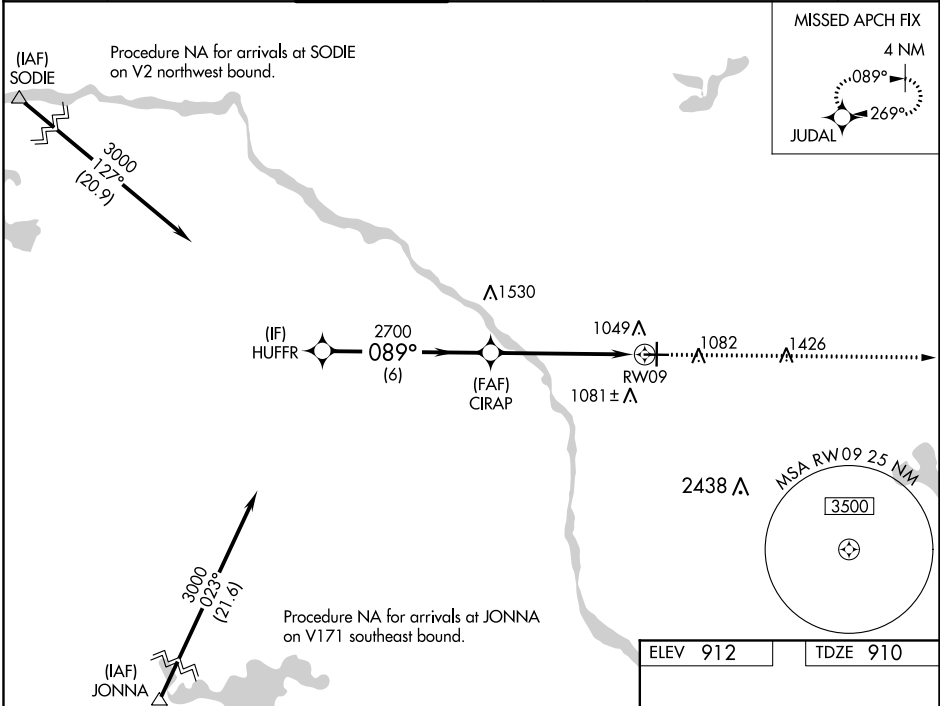 MISSED APCH FIX
4 NM
089°
269°
JUDAL
(IAF)
SODIE
Procedure NA for arrivals at SODIE
on V2 northwest bound.
3000
127°
(20.9)
1530
(IF)
HUFFR
2700
089°
(6)
(FAF)
CIRAP
1049
1082
1426
RW09
1081±
2438
MSA RW09 25 NM
3500
3000
023°
(21.6)
Procedure NA for arrivals at JONNA
on V171 southeast bound.
(IAF)
JONNA
ELEV 912
TDZE 910